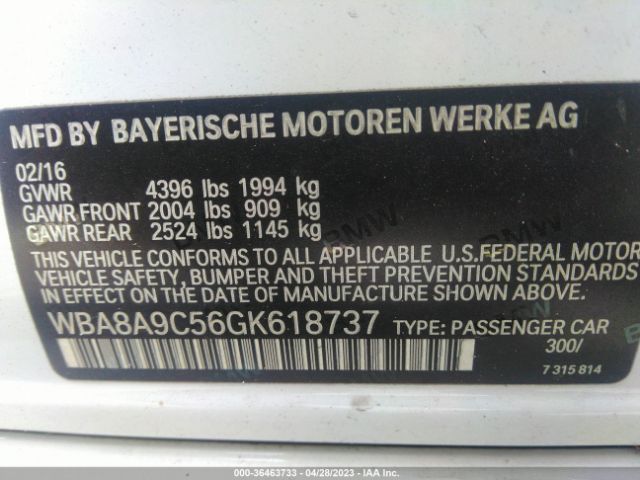 MFD BY BAYERISCHE MOTOREN WERKE AG
02/16
GVWR 4396 lbs 1994 kg
GAWR FRONT 2004 lbs 909 kg
GAWR REAR 2524 lbs 1145 kg
THIS VEHICLE CONFORMS TO ALL APPLICABLE U.S.FEDERAL MOTOR
VEHICLE SAFETY, BUMPER AND THEFT PREVENTION STANDARDS
IN EFFECT ON THE DATE OF MANUFACTURE SHOWN ABOVE.
WBA8A9C56GK618737 TYPE: PASSENGER CAR
300/
7 315 814
000-36463733 - 04/28/2023 - IAA Inc.